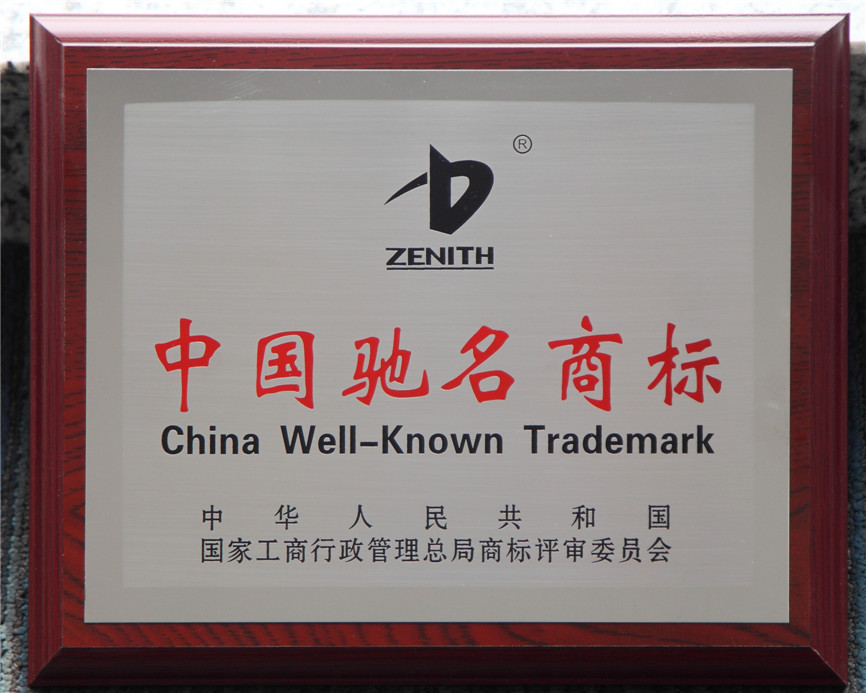 ®
ZENITH
中国驰名商标
China Well-Known Trademark
中华人民共和国
国家工商行政管理总局商标评审委员会